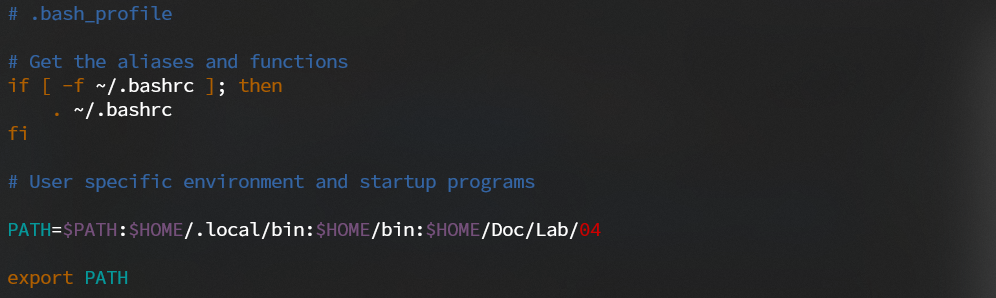 # .bash_profile
# Get the aliases and functions
if [ -f ~/.bashrc ]; then
    . ~/.bashrc
fi
# User specific environment and startup programs
PATH=$PATH:$HOME/.local/bin:$HOME/bin:$HOME/Doc/Lab/04
export PATH